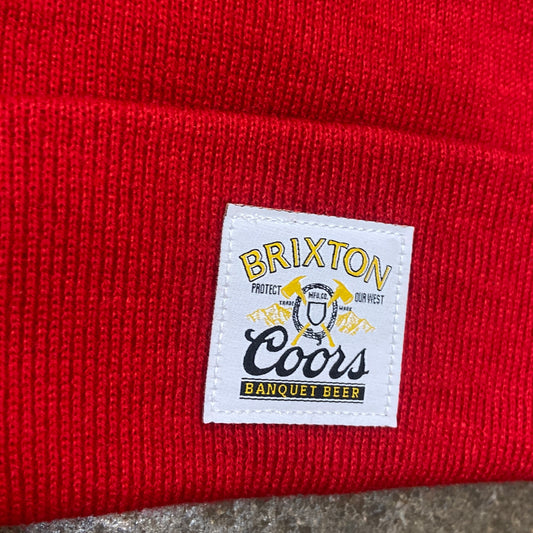 BRIXTON
PROTECT OUR WEST
MFG. CO.
TRADE MARK
Coors
BANQUET BEER